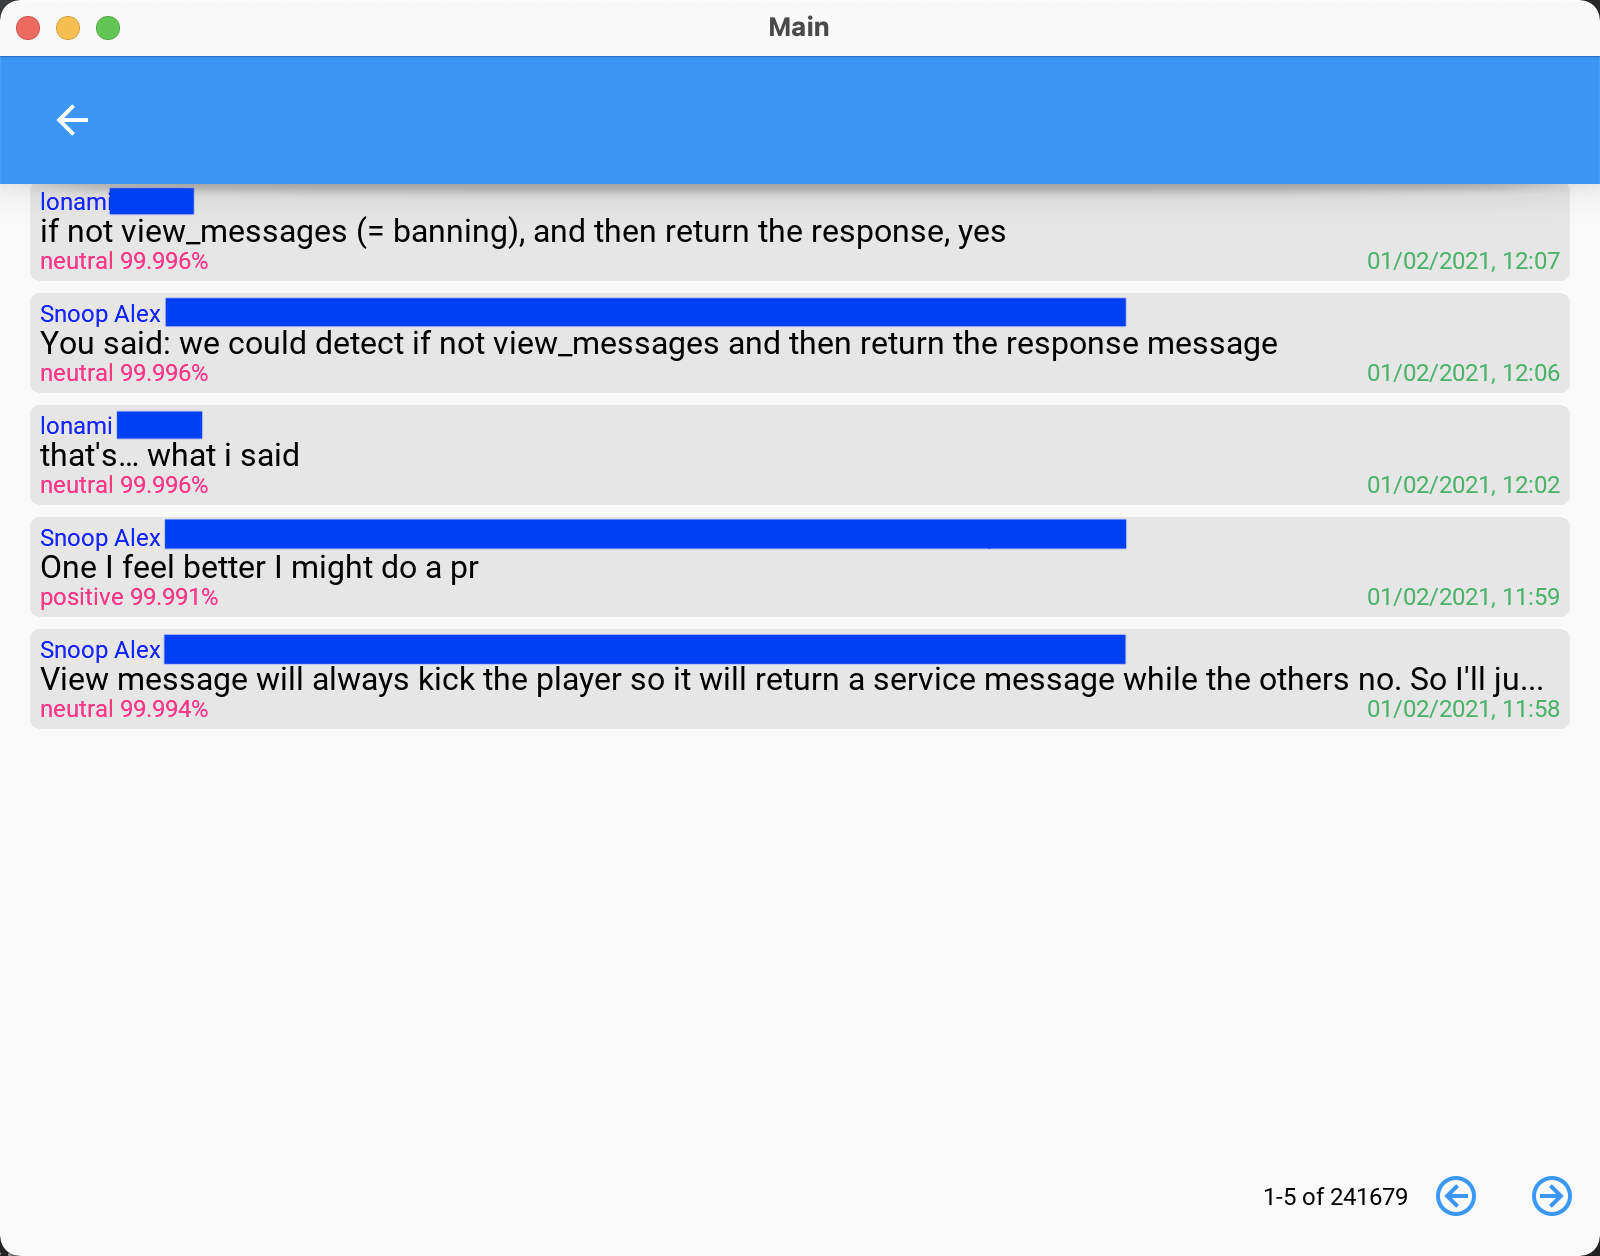 Main
lonami
if not view_messages (= banning), and then return the response, yes
neutral 99.996%
01/02/2021, 12:07
Snoop Alex
You said: we could detect if not view_messages and then return the response message
neutral 99.996%
01/02/2021, 12:06
lonami
that's... what i said
neutral 99.996%
01/02/2021, 12:02
Snoop Alex
One I feel better I might do a pr
positive 99.991%
01/02/2021, 11:59
Snoop Alex
View message will always kick the player so it will return a service message while the others no. So I'll ju...
neutral 99.994%
01/02/2021, 11:58
1-5 of 241679